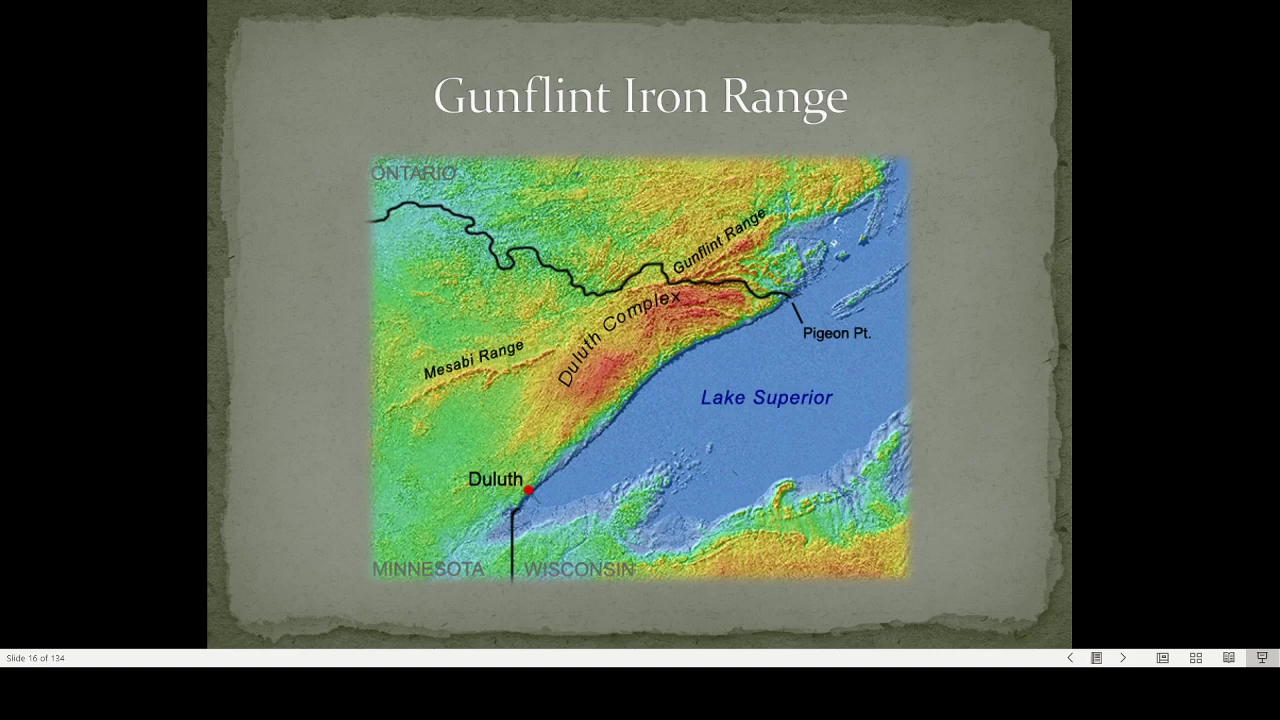 Gunflint Iron Range
ONTARIO
Gunflint Range
Duluth Complex
Pigeon Pt.
Mesabi Range
Lake Superior
Duluth
MINNESOTA
WISCONSIN
Slide 16 of 134